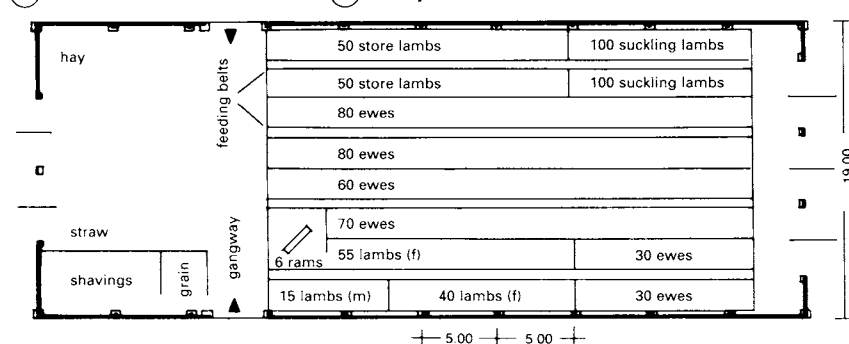 hay
feeding belts
50 store lambs
100 suckling lambs
50 store lambs
100 suckling lambs
80 ewes
80 ewes
60 ewes
70 ewes
gangway
straw
6 rams
55 lambs (f)
30 ewes
shavings
grain
15 lambs (m)
40 lambs (f)
30 ewes
5.00
5.00
19.00